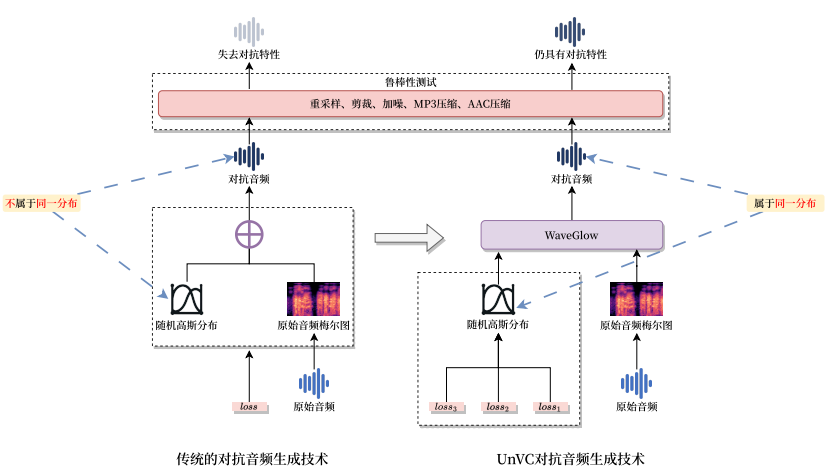 失去对抗特性
仍具有对抗特性
鲁棒性测试
重采样、剪裁、加噪、MP3压缩、AAC压缩
对抗音频
对抗音频
不属于同一分布
属于同一分布
WaveGlow
随机高斯分布
原始音频梅尔图
随机高斯分布
原始音频梅尔图
loss
原始音频
loss3
loss2
loss1
原始音频
传统的对抗音频生成技术
UnVC对抗音频生成技术